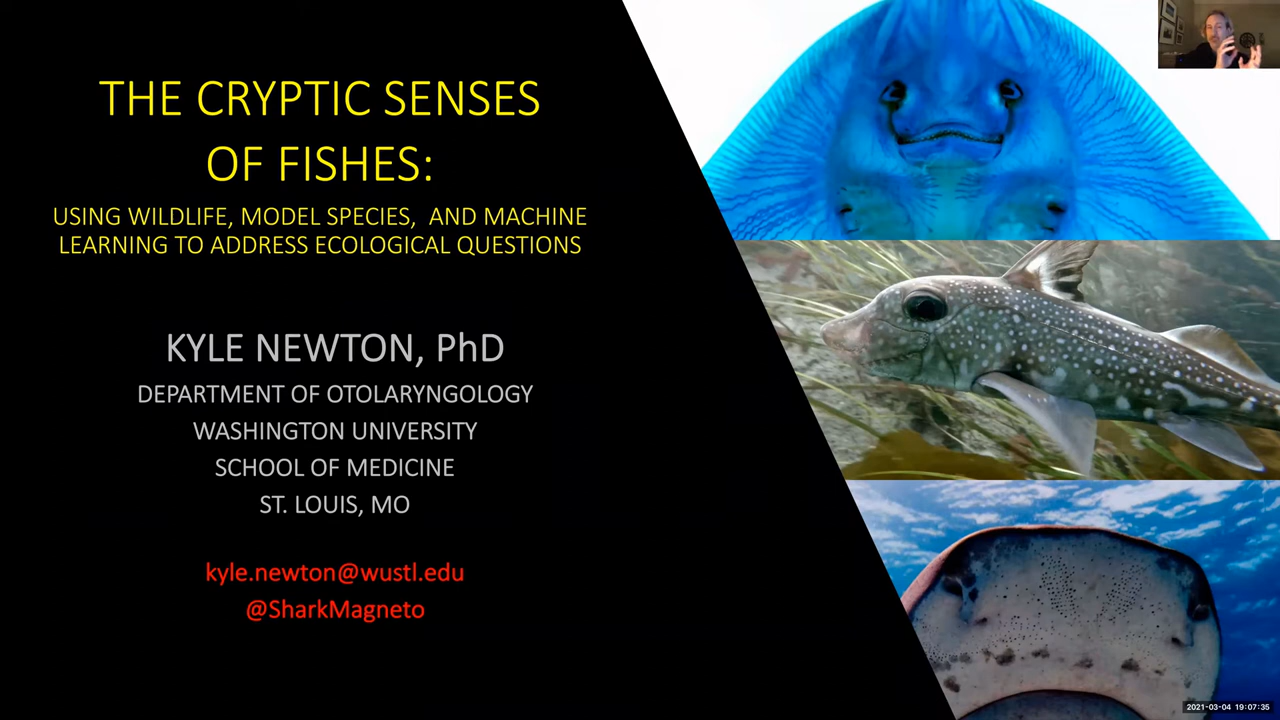 THE CRYPTIC SENSES
OF FISHES:
USING WILDLIFE, MODEL SPECIES, AND MACHINE
LEARNING TO ADDRESS ECOLOGICAL QUESTIONS
KYLE NEWTON, PhD
DEPARTMENT OF OTOLARYNGOLOGY
WASHINGTON UNIVERSITY
SCHOOL OF MEDICINE
ST. LOUIS, MO
kyle.newton@wustl.edu
@SharkMagneto
2021-03-04 19:07:35